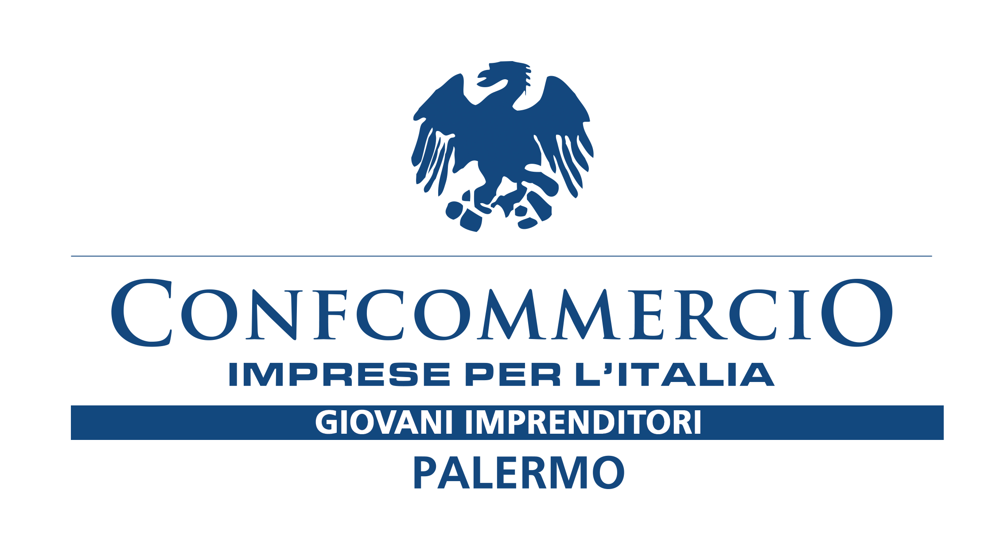 CONFCOMMERCIO
IMPRESE PER L'ITALIA
GIOVANI IMPRENDITORI
PALERMO